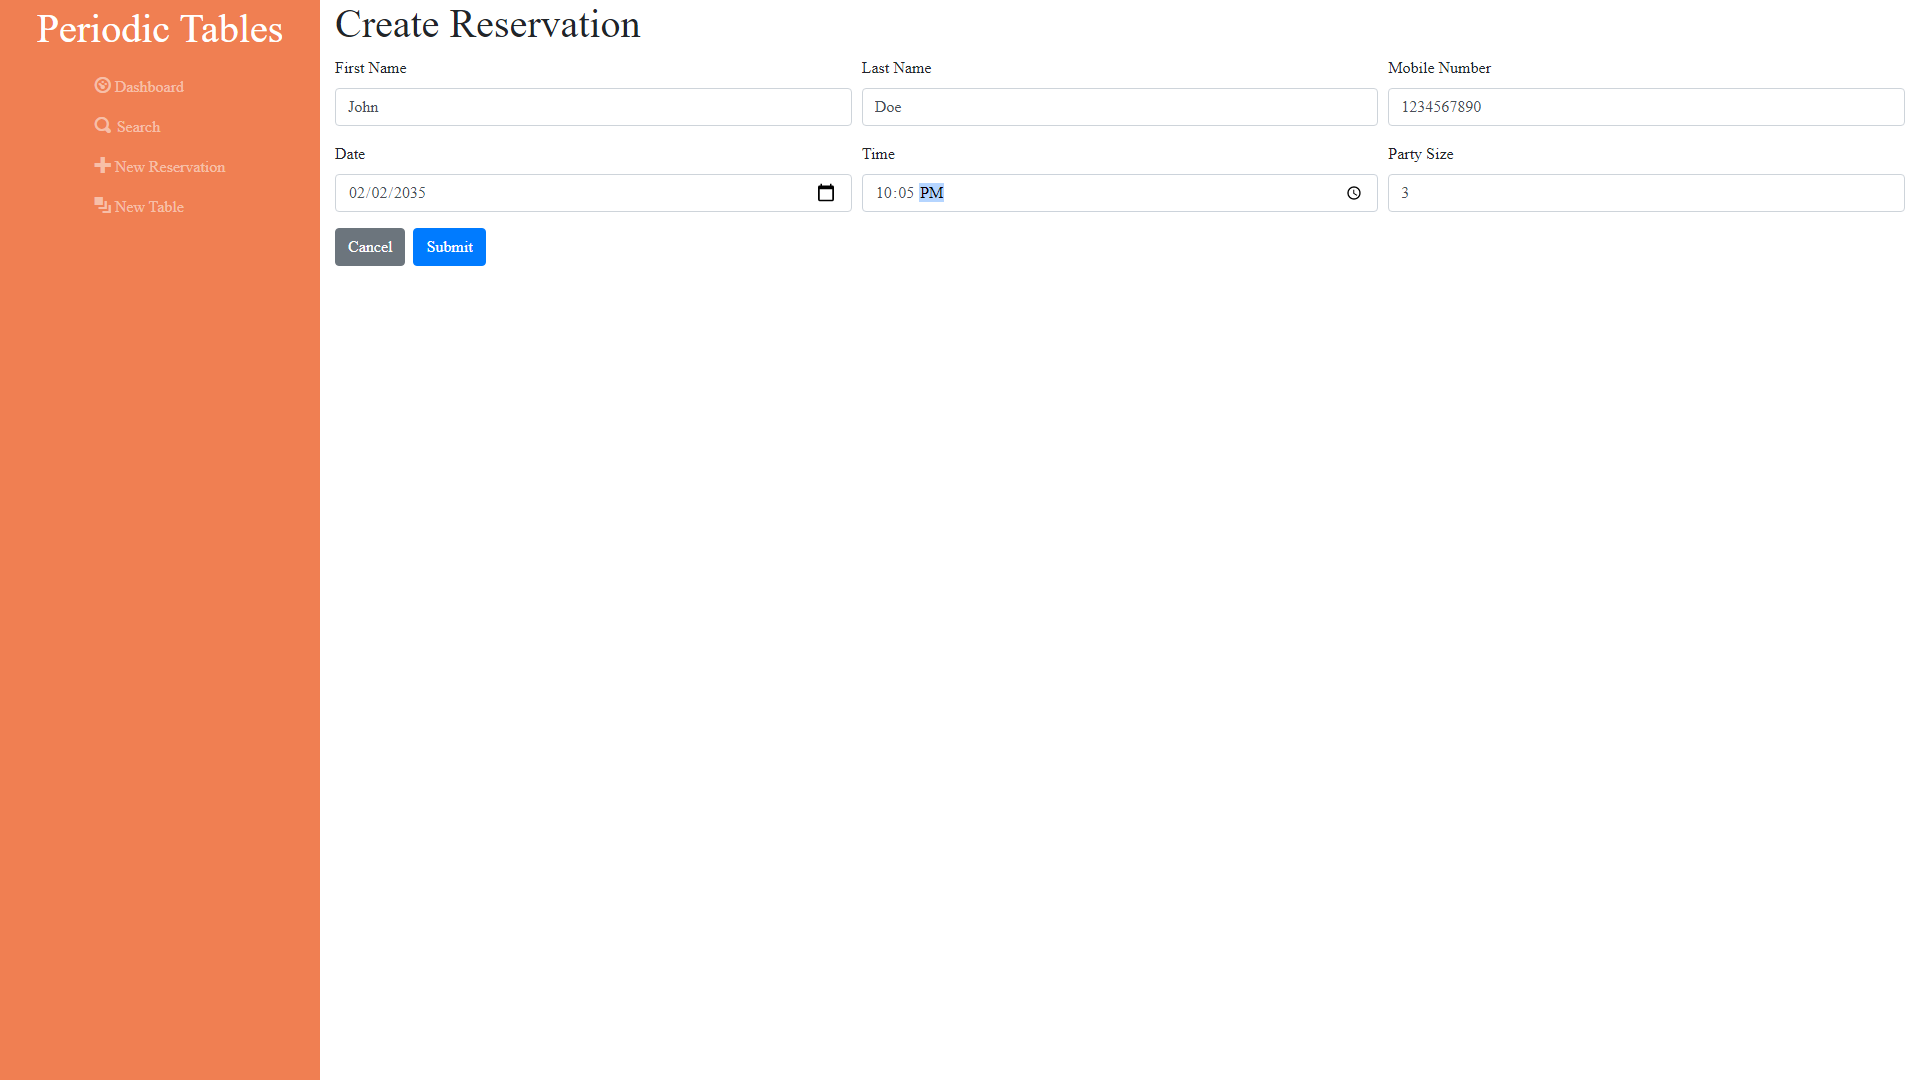 Periodic Tables
Dashboard
Search
New Reservation
New Table
Create Reservation
First Name
Last Name
Mobile Number
John
Doe
1234567890
Date
Time
Party Size
02/02/2035
10:05 PM
3
Cancel
Submit